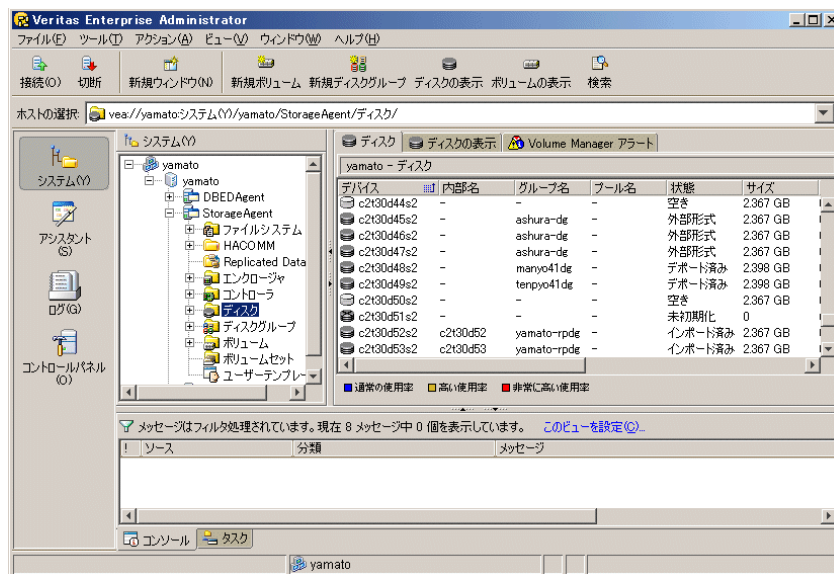 Veritas Enterprise Administrator
ファイル(F) ツール(T) アクション(A) ビュー(V) ウィンドウ(W) ヘルプ(H)
接続(O) 切断 新規ウィンドウ(N) 新規ボリューム 新規ディスクグループ ディスクの表示 ボリュームの表示 検索
ホストの選択: vea://yamato:システム(Y)/yamato/StorageAgent/ディスク/
システム(Y)
アシスタント(S)
ログ(G)
コントロールパネル(O)
システム(Y)
yamato
yamato
DBEDAgent
StorageAgent
ファイルシステム
HACOMM
Replicated Data
エンクロージャ
コントローラ
ディスク
ディスクグループ
ボリューム
ボリュームセット
ユーザーテンプレー
ディスク ディスクの表示 Volume Manager アラート
yamato - ディスク
デバイス 内部名 グループ名 プール名 状態 サイズ
c2t30d44s2 - - - 空き 2.367 GB
c2t30d45s2 - ashura-dg - 外部形式 2.367 GB
c2t30d46s2 - ashura-dg - 外部形式 2.367 GB
c2t30d47s2 - ashura-dg - 外部形式 2.367 GB
c2t30d48s2 - manyo41dg - デポート済み 2.398 GB
c2t30d49s2 - tenpyo41dg - デポート済み 2.398 GB
c2t30d50s2 - - - 空き 2.367 GB
c2t30d51s2 - - - 未初期化 0
c2t30d52s2 c2t30d52 yamato-rpdg - インポート済み 2.367 GB
c2t30d53s2 c2t30d53 yamato-rpdg - インポート済み 2.367 GB
通常の使用率 高い使用率 非常に高い使用率
メッセージはフィルタ処理されています。現在 8 メッセージ中 0 個を表示しています。 このビューを設定(C)...
! ソース 分類 メッセージ
コンソール タスク
yamato